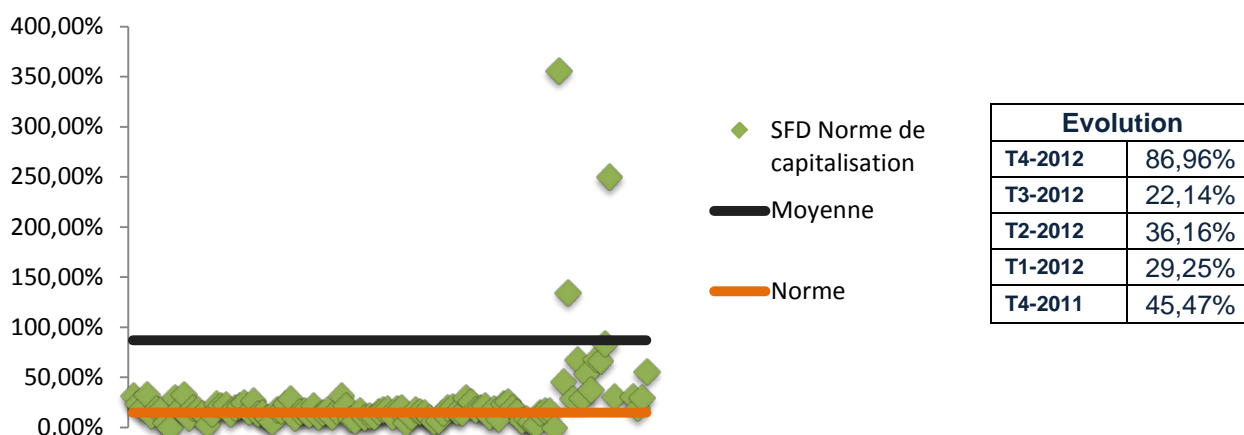 400,00%
350,00%
300,00%
250,00%
200,00%
150,00%
100,00%
50,00%
0,00%
SFD Norme de
capitalisation
Moyenne
Norme
Evolution
T4-2012 86,96%
T3-2012 22,14%
T2-2012 36,16%
T1-2012 29,25%
T4-2011 45,47%